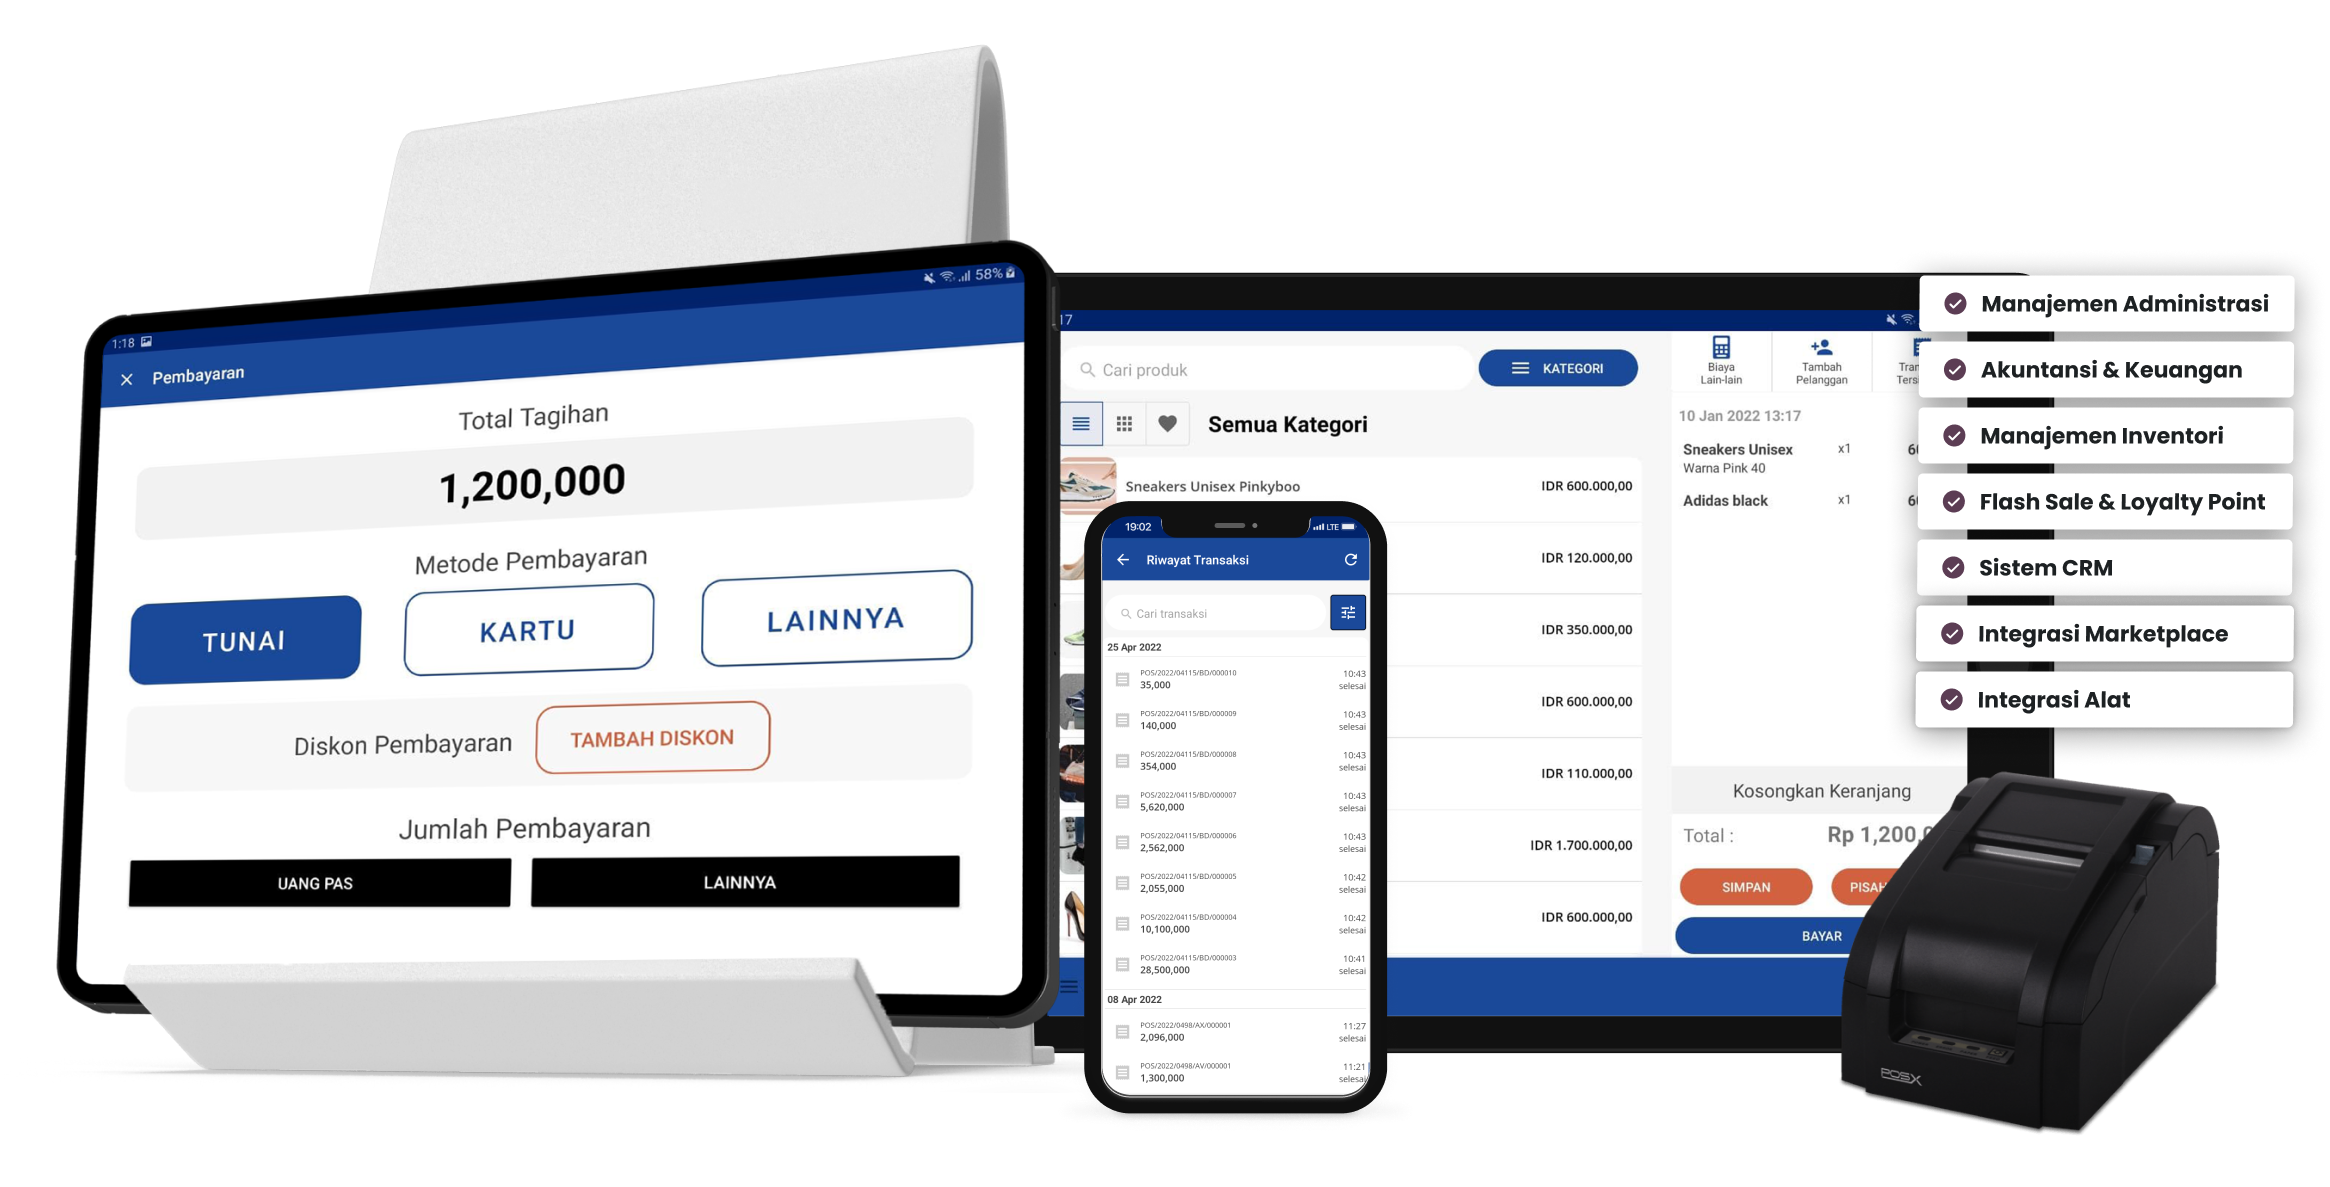 1:18
58%
Pembayaran
Total Tagihan
1,200,000
Metode Pembayaran
TUNAI
KARTU
LAINNYA
Diskon Pembayaran
TAMBAH DISKON
Jumlah Pembayaran
UANG PAS
LAINNYA
17
Cari produk
KATEGORI
Semua Kategori
Sneakers Unisex Pinkyboo
IDR 600.000,00
IDR 120.000,00
IDR 350.000,00
IDR 600.000,00
IDR 110.000,00
IDR 1.700.000,00
IDR 600.000,00
Biaya
Lain-lain
Tambah
Pelanggan
10 Jan 2022 13:17
Sneakers Unisex x1
Warna Pink 40
Adidas black x1
Kosongkan Keranjang
Total :
Rp 1,200,
SIMPAN
BAYAR
19:02
LTE
Riwayat Transaksi
Cari transaksi
25 Apr 2022
POS/2022/04115/BD/000010 10:43
35,000 selesai
POS/2022/04115/BD/000009 10:43
140,000 selesai
POS/2022/04115/BD/000008 10:43
354,000 selesai
POS/2022/04115/BD/000007 10:43
5,620,000 selesai
POS/2022/04115/BD/000006 10:43
2,562,000 selesai
POS/2022/04115/BD/000005 10:42
2,055,000 selesai
POS/2022/04115/BD/000004 10:42
10,100,000 selesai
POS/2022/04115/BD/000003 10:41
28,500,000 selesai
08 Apr 2022
POS/2022/0498/AX/000001 11:27
2,096,000 selesai
POS/2022/0498/AV/000001 11:21
1,300,000 selesai
Manajemen Administrasi
Akuntansi & Keuangan
Manajemen Inventori
Flash Sale & Loyalty Point
Sistem CRM
Integrasi Marketplace
Integrasi Alat
POSX